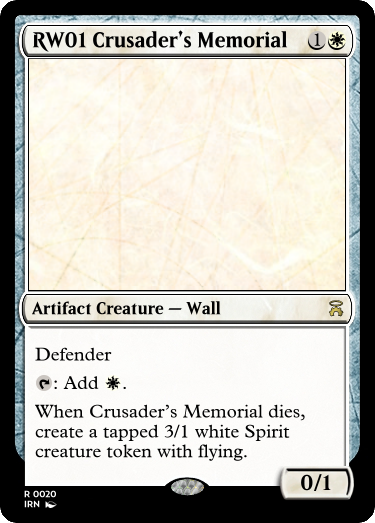 RW01 Crusader's Memorial 1
Artifact Creature — Wall
Defender
: Add .
When Crusader's Memorial dies,
create a tapped 3/1 white Spirit
creature token with flying.
0/1
R 0020
IRN